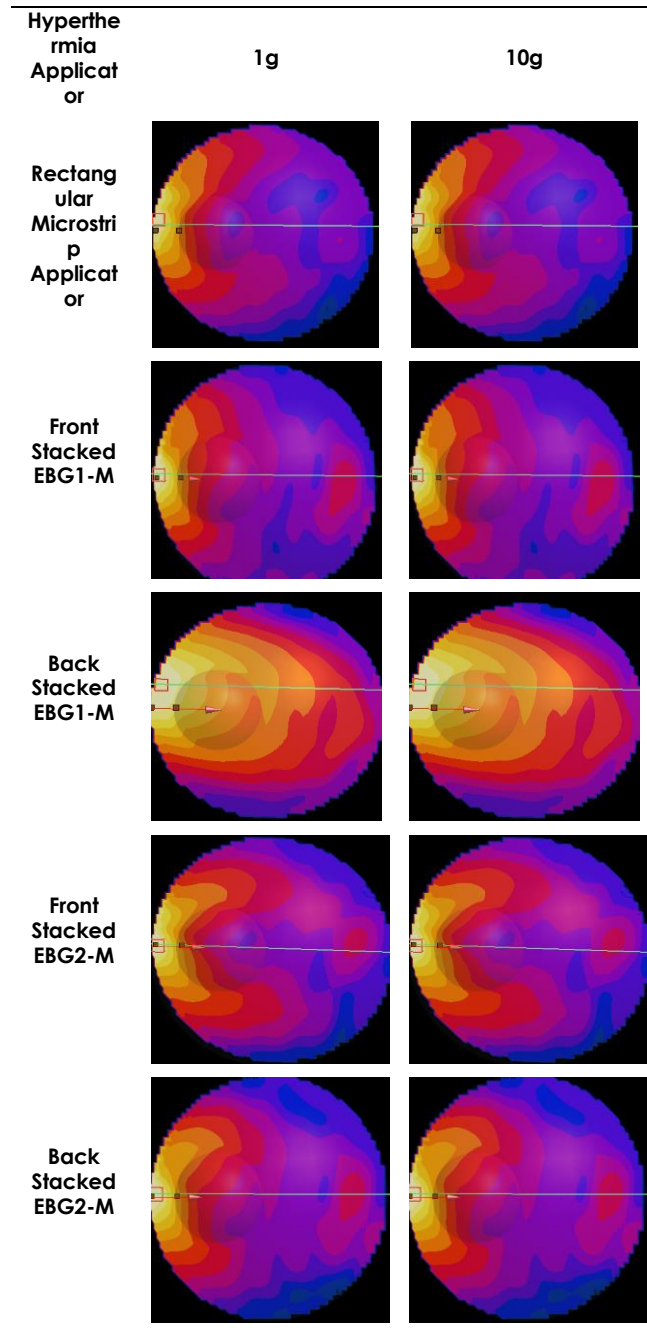 Hyperthe
rmia
Applicat
or
1g
10g
Rectang
ular
Microstri
p
Applicat
or
Front
Stacked
EBG1-M
Back
Stacked
EBG1-M
Front
Stacked
EBG2-M
Back
Stacked
EBG2-M